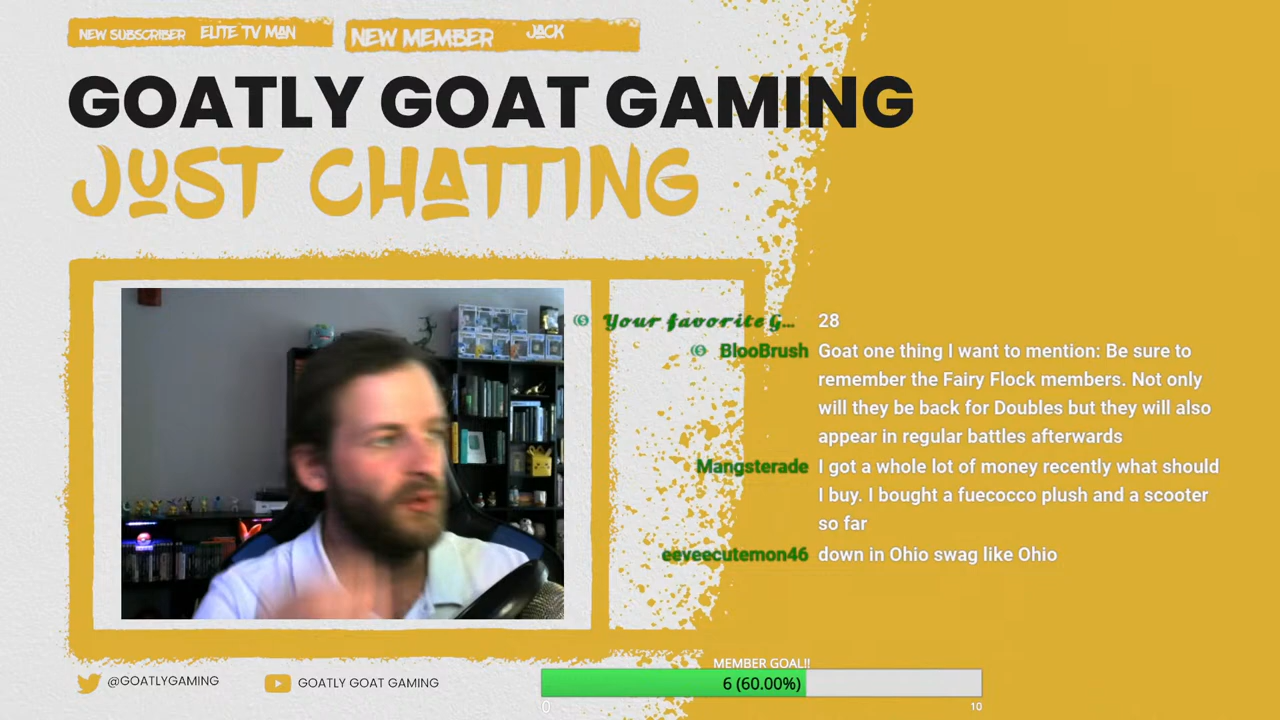 NEW SUBSCRIBER ELITE TV MAN
NEW MEMBER JACK
GOATLY GOAT GAMING
JUST CHATTING
Your favorite G... 28
BlooBrush Goat one thing I want to mention: Be sure to
remember the Fairy Flock members. Not only
will they be back for Doubles but they will also
appear in regular battles afterwards
Mangsterade I got a whole lot of money recently what should
I buy. I bought a fuecocco plush and a scooter
so far
eeveecutemon46 down in Ohio swag like Ohio
@GOATLYGAMING
GOATLY GOAT GAMING
MEMBER GOAL!!
6 (60.00%)
0 10